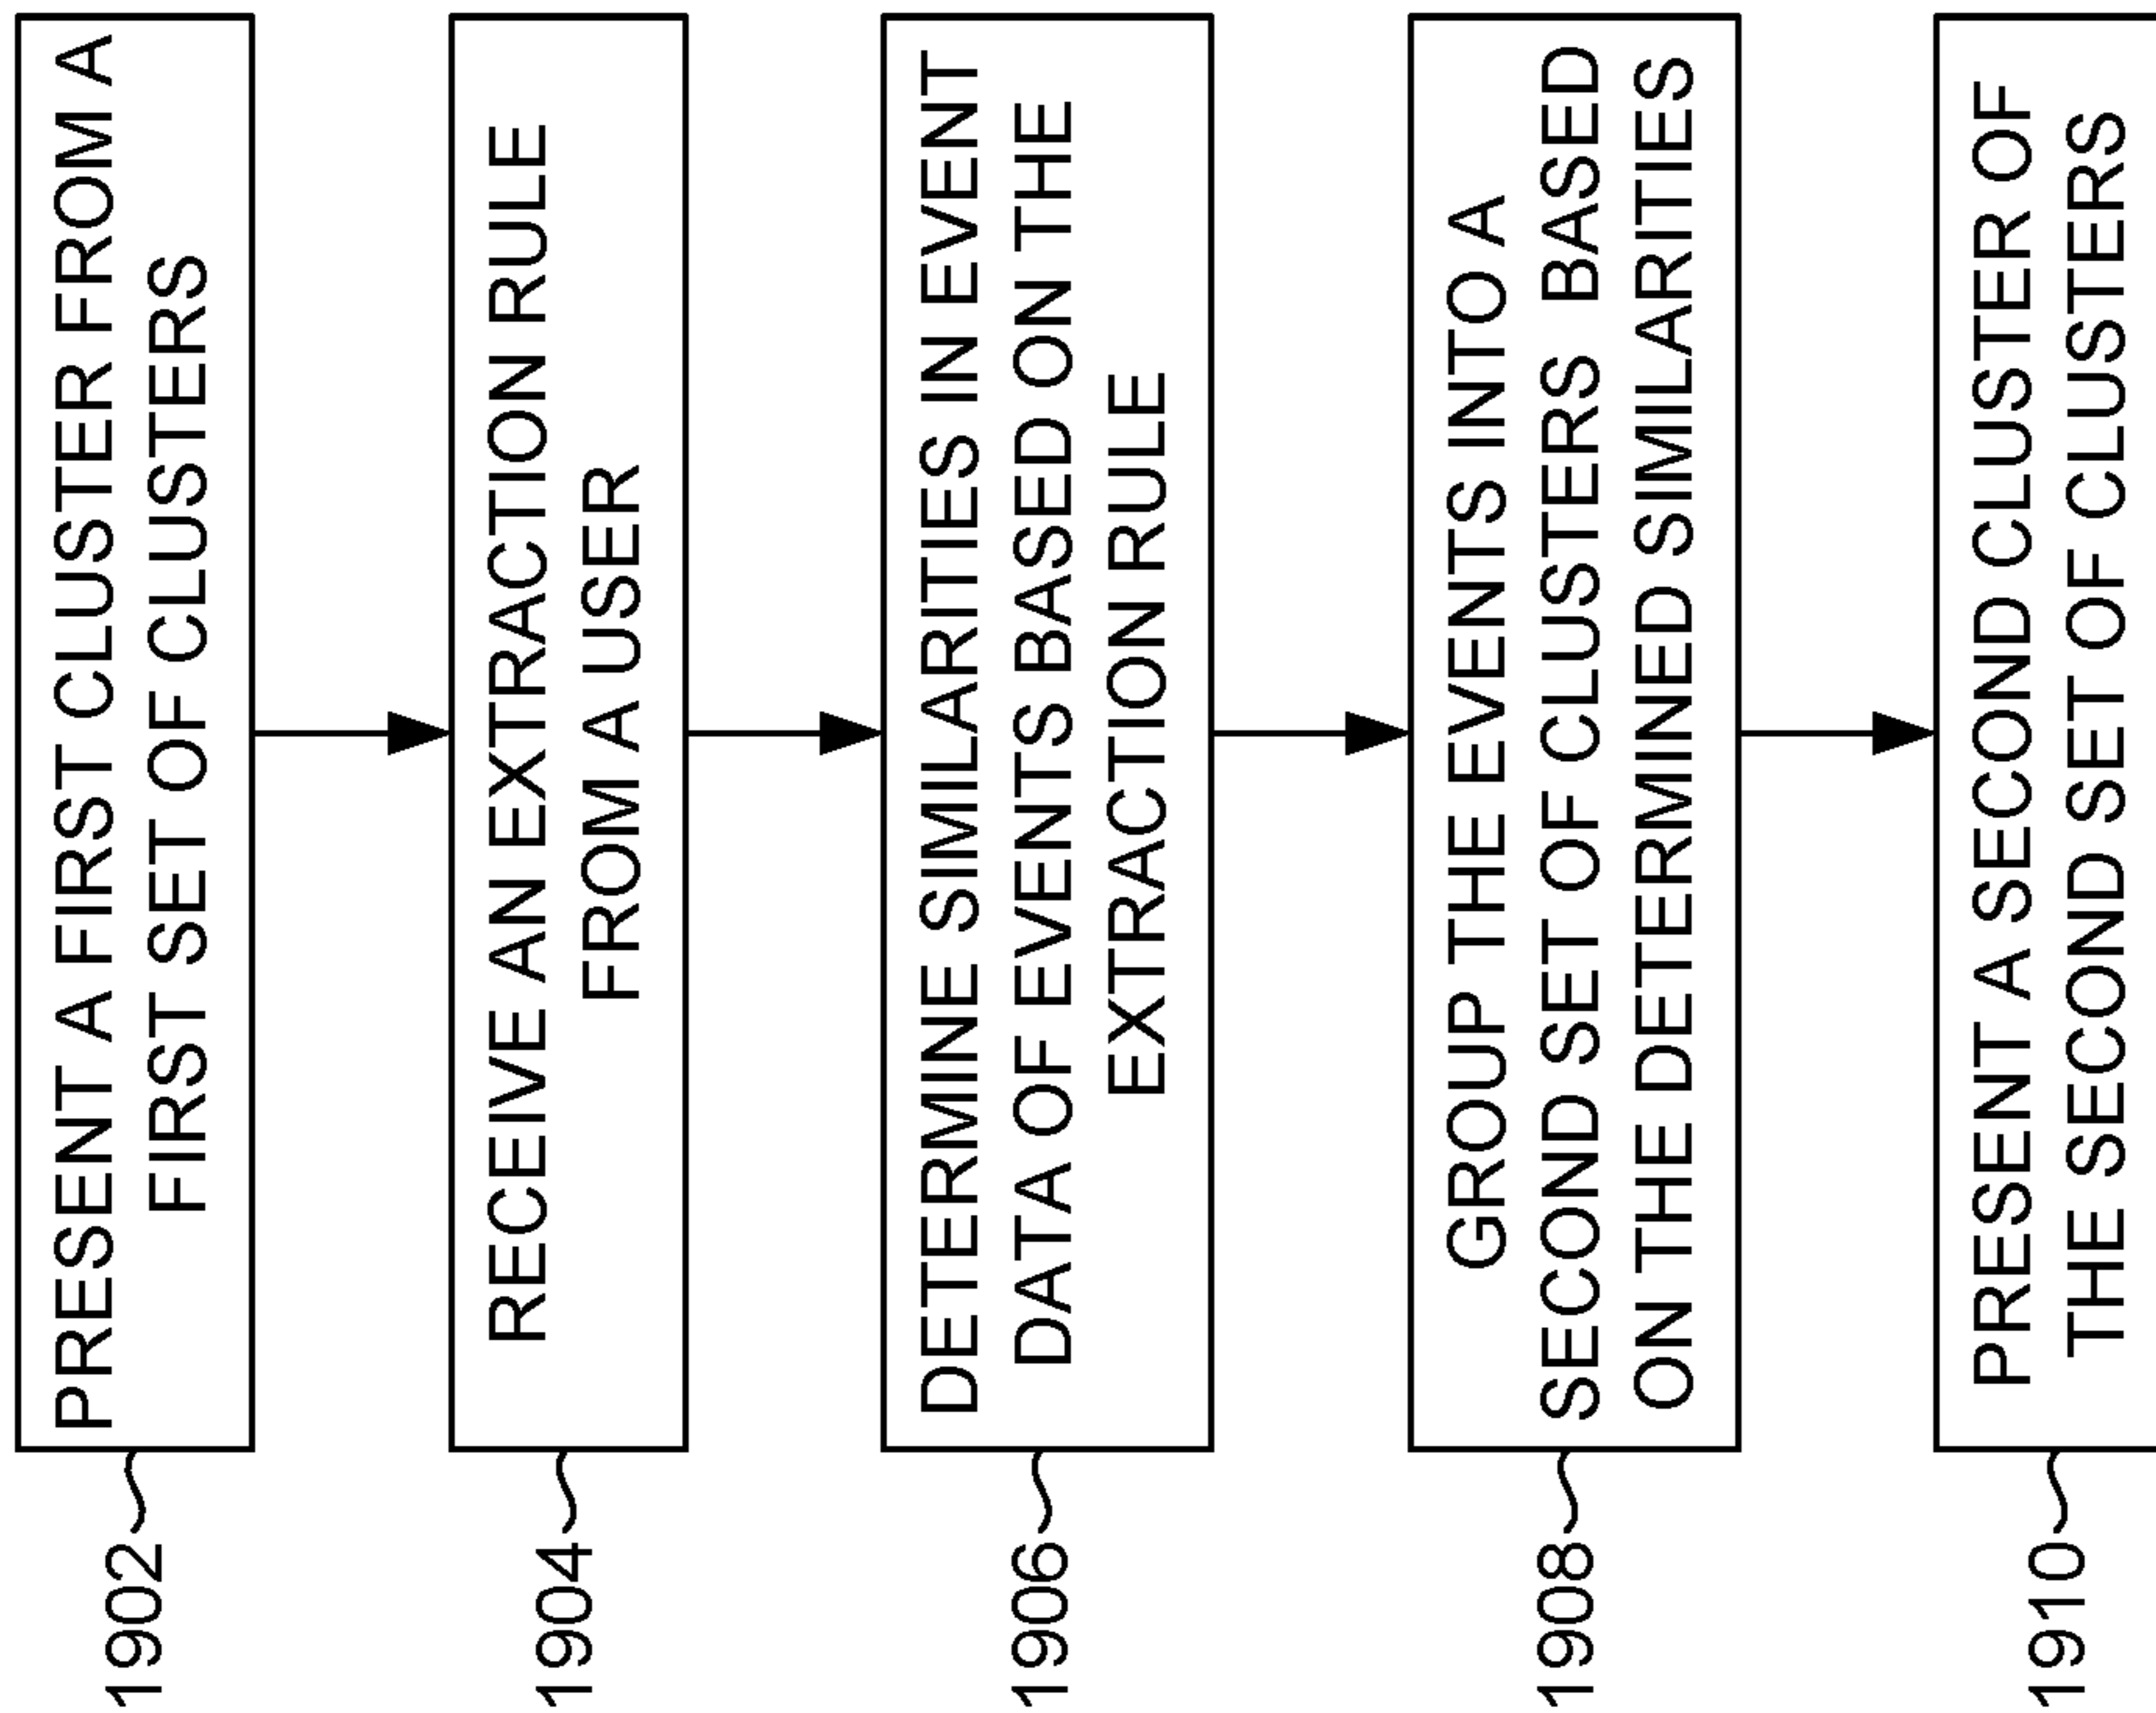 1902
PRESENT A FIRST CLUSTER FROM A
FIRST SET OF CLUSTERS
1904
RECEIVE AN EXTRACTION RULE
FROM A USER
1906
DETERMINE SIMILARITIES IN EVENT
DATA OF EVENTS BASED ON THE
EXTRACTION RULE
1908
GROUP THE EVENTS INTO A
SECOND SET OF CLUSTERS BASED
ON THE DETERMINED SIMILARITIES
1910
PRESENT A SECOND CLUSTER OF
THE SECOND SET OF CLUSTERS